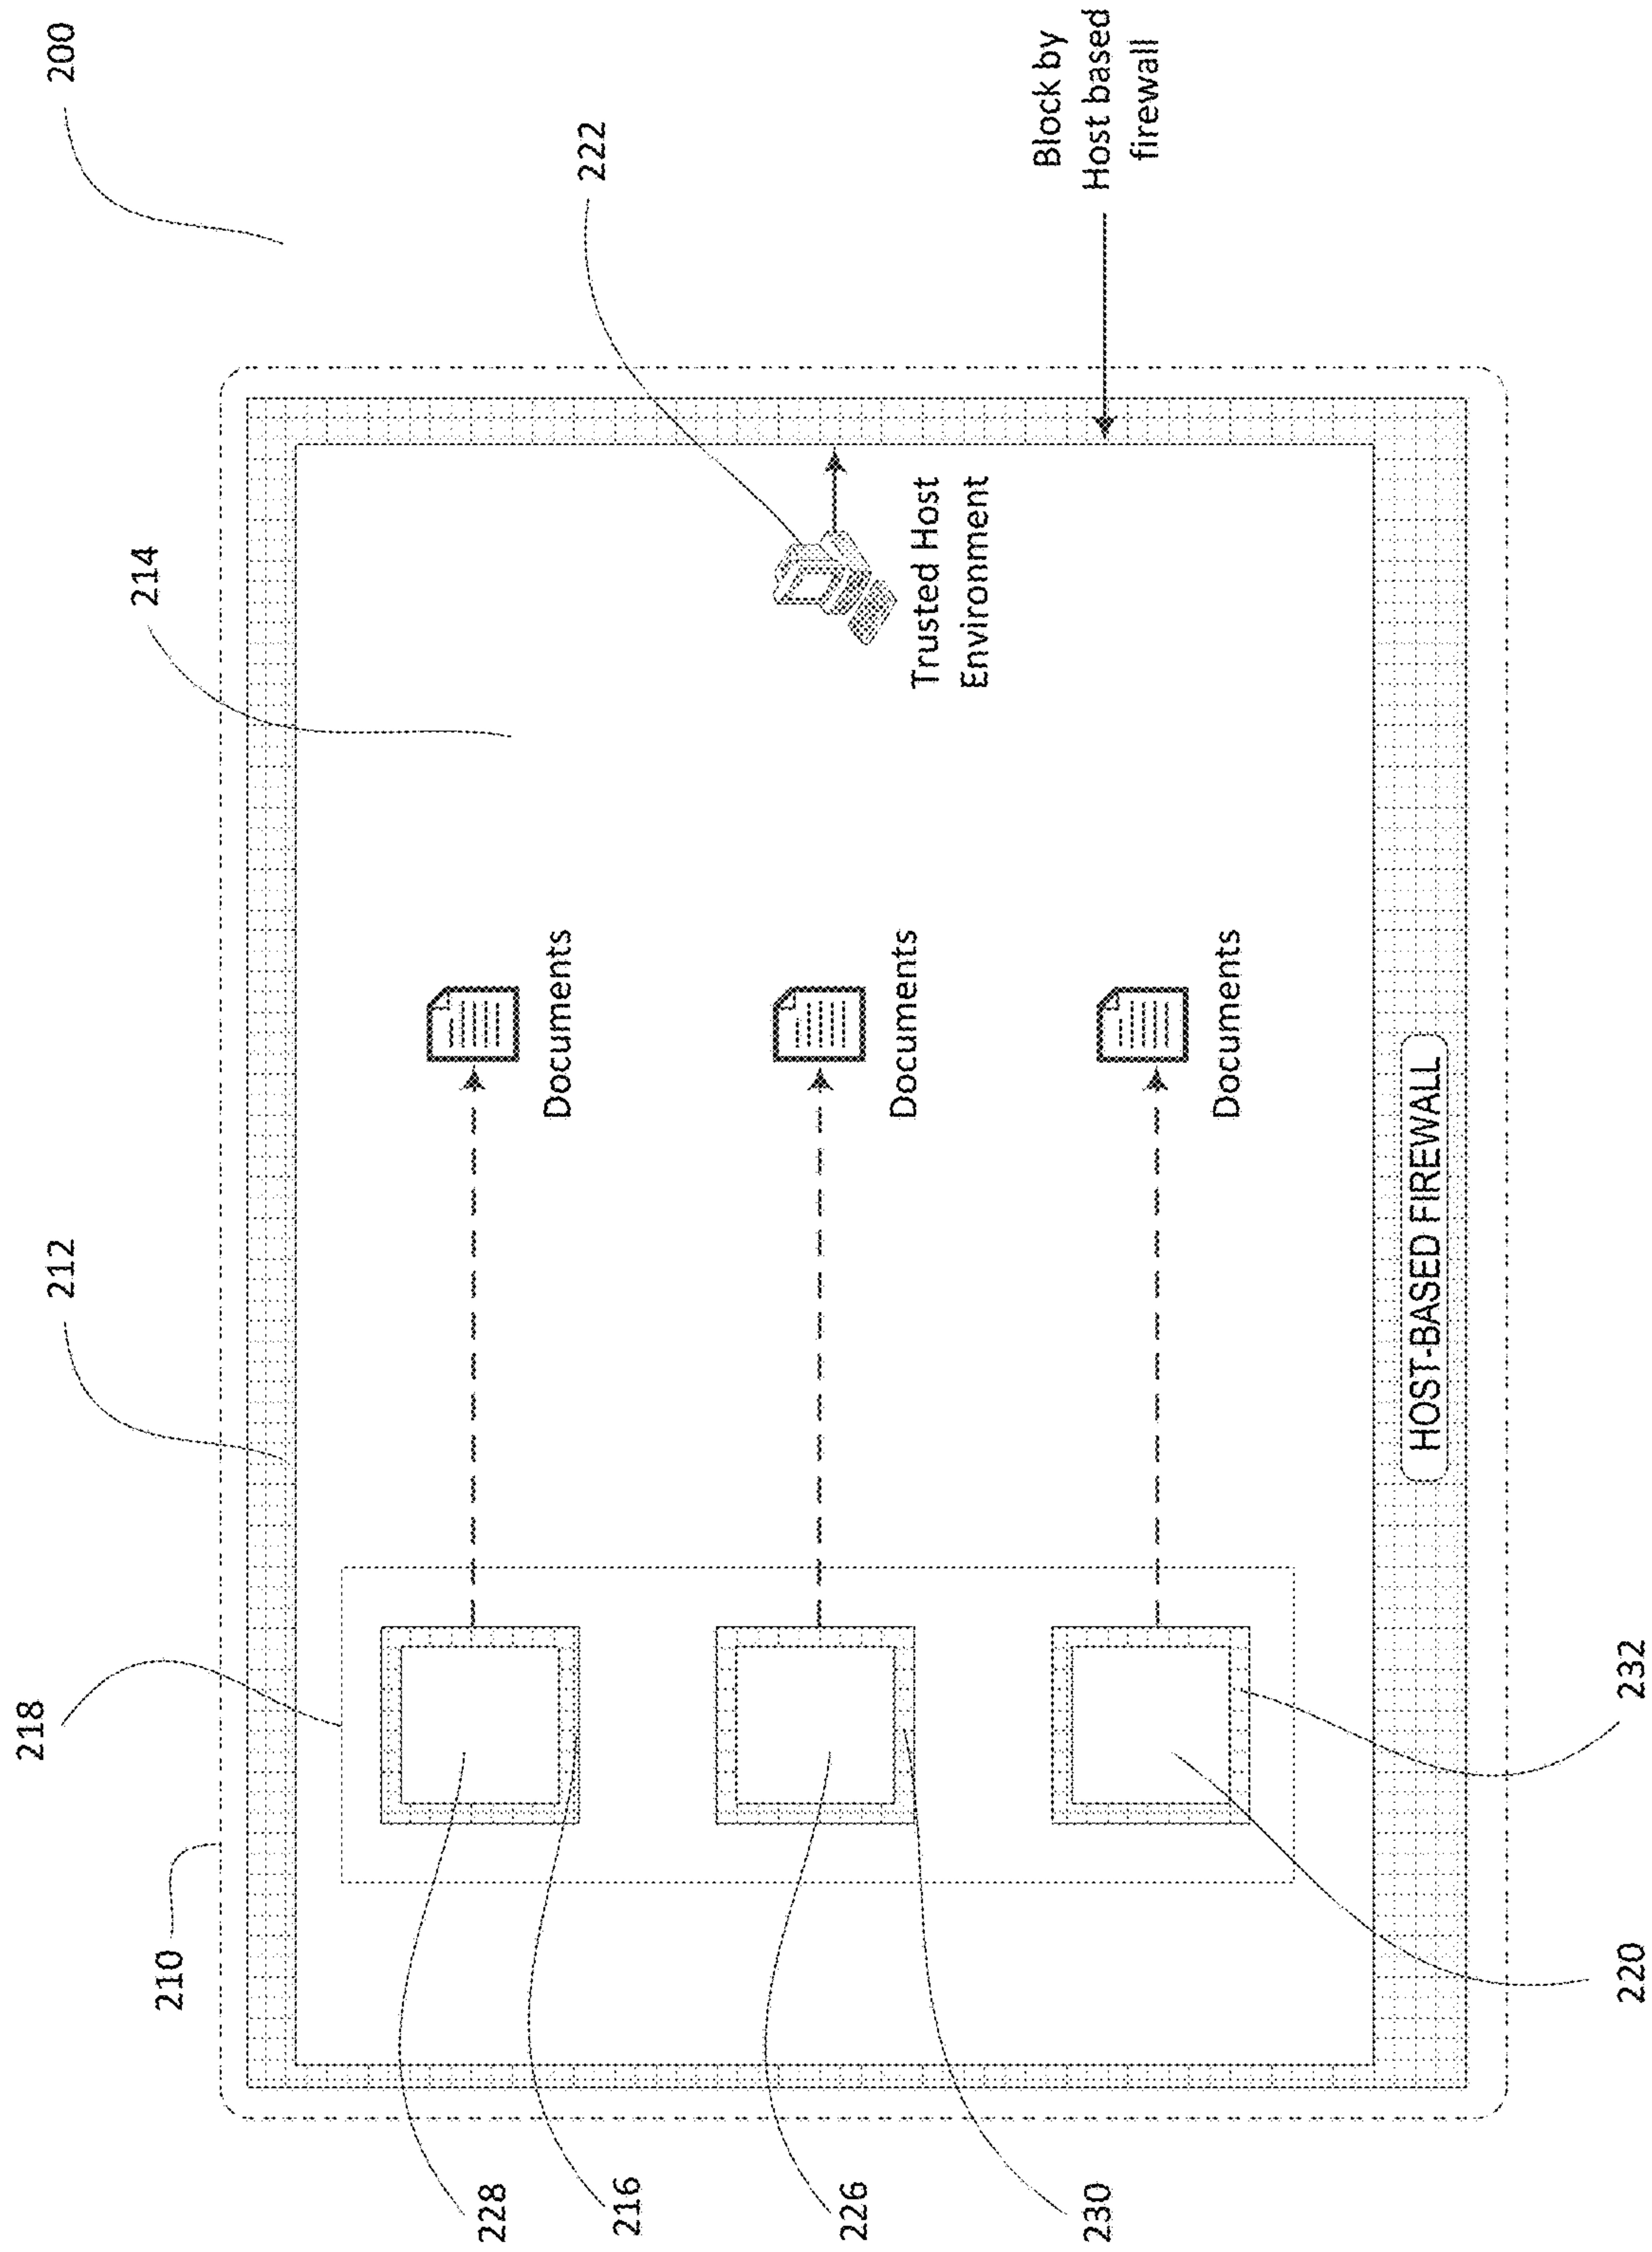 218
212
200
214
210
228
Documents
222
216
226
Documents
Trusted Host
Environment
Block by
Host based
firewall
230
Documents
HOST-BASED FIREWALL
220
232